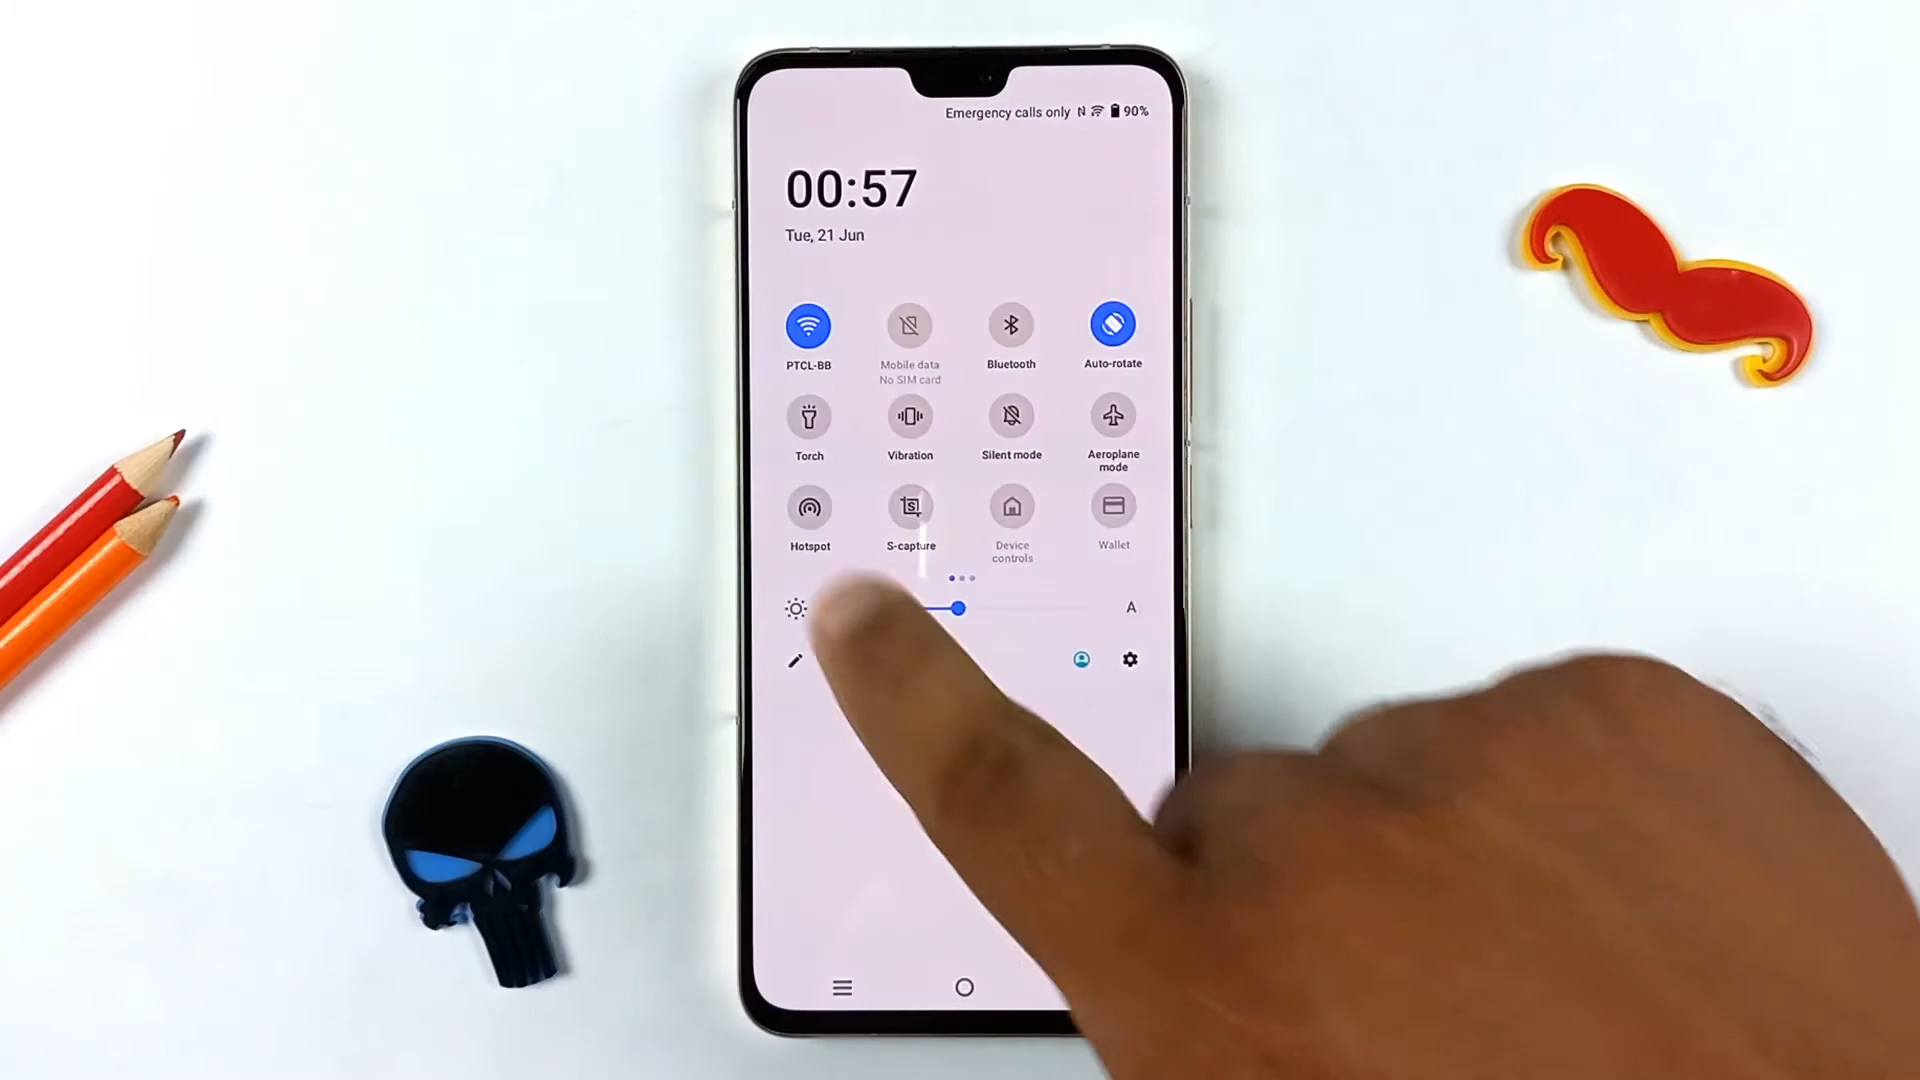 Emergency calls only 90%
00:57
Tue, 21 Jun
PTCL-BB
Mobile data
No SIM card
Bluetooth
Auto-rotate
Torch
Vibration
Silent mode
Aeroplane
mode
Hotspot
S-capture
Device
controls
Wallet
A